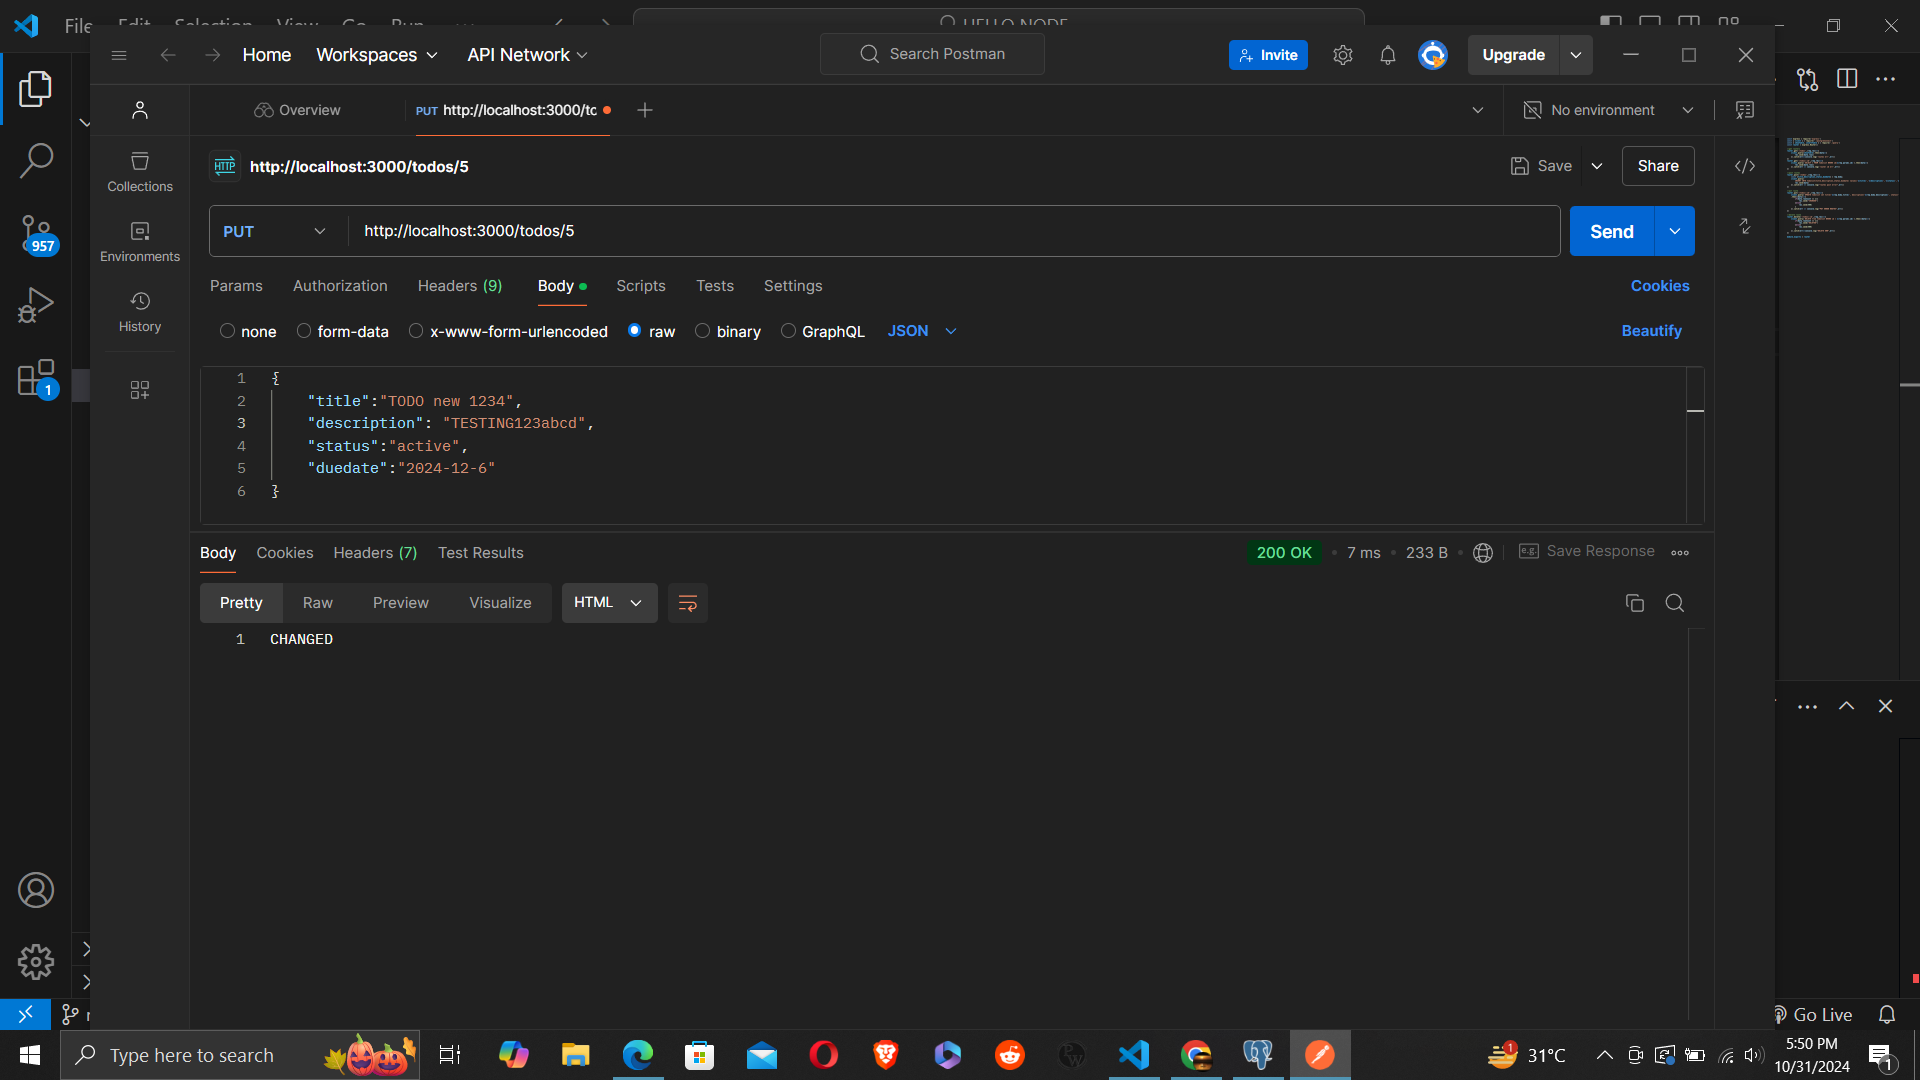 File Edit Selection View Go Run ...
HELLO NODE
Home Workspaces API Network
Search Postman
Invite
Upgrade
Overview
PUT http://localhost:3000/tc
No environment
HTTP http://localhost:3000/todos/5
Save
Share
Collections
Environments
History
957
1
PUT http://localhost:3000/todos/5
Send
Params Authorization Headers (9) Body Scripts Tests Settings
Cookies
none form-data x-www-form-urlencoded raw binary GraphQL JSON
Beautify
1 {
2 "title":"TODO new 1234",
3 "description": "TESTING123abcd",
4 "status":"active",
5 "duedate":"2024-12-6"
6 }
Body Cookies Headers (7) Test Results
200 OK • 7 ms • 233 B •
e.g. Save Response
Pretty Raw Preview Visualize HTML
1 CHANGED
Go Live
Type here to search
1
31°C
5:50 PM
10/31/2024
1